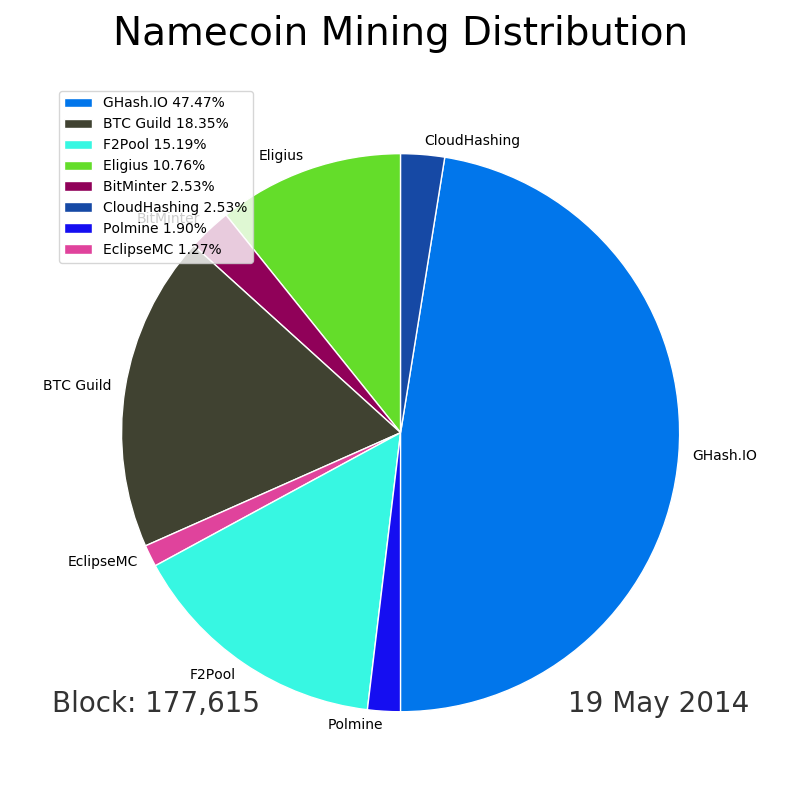 Namecoin Mining Distribution
GHash.IO 47.47%
BTC Guild 18.35%
F2Pool 15.19%
Eligius 10.76%
BitMinter 2.53%
CloudHashing 2.53%
Polmine 1.90%
EclipseMC 1.27%
CloudHashing
Eligius
BitMinter
BTC Guild
GHash.IO
EclipseMC
F2Pool
Polmine
Block: 177,615
19 May 2014